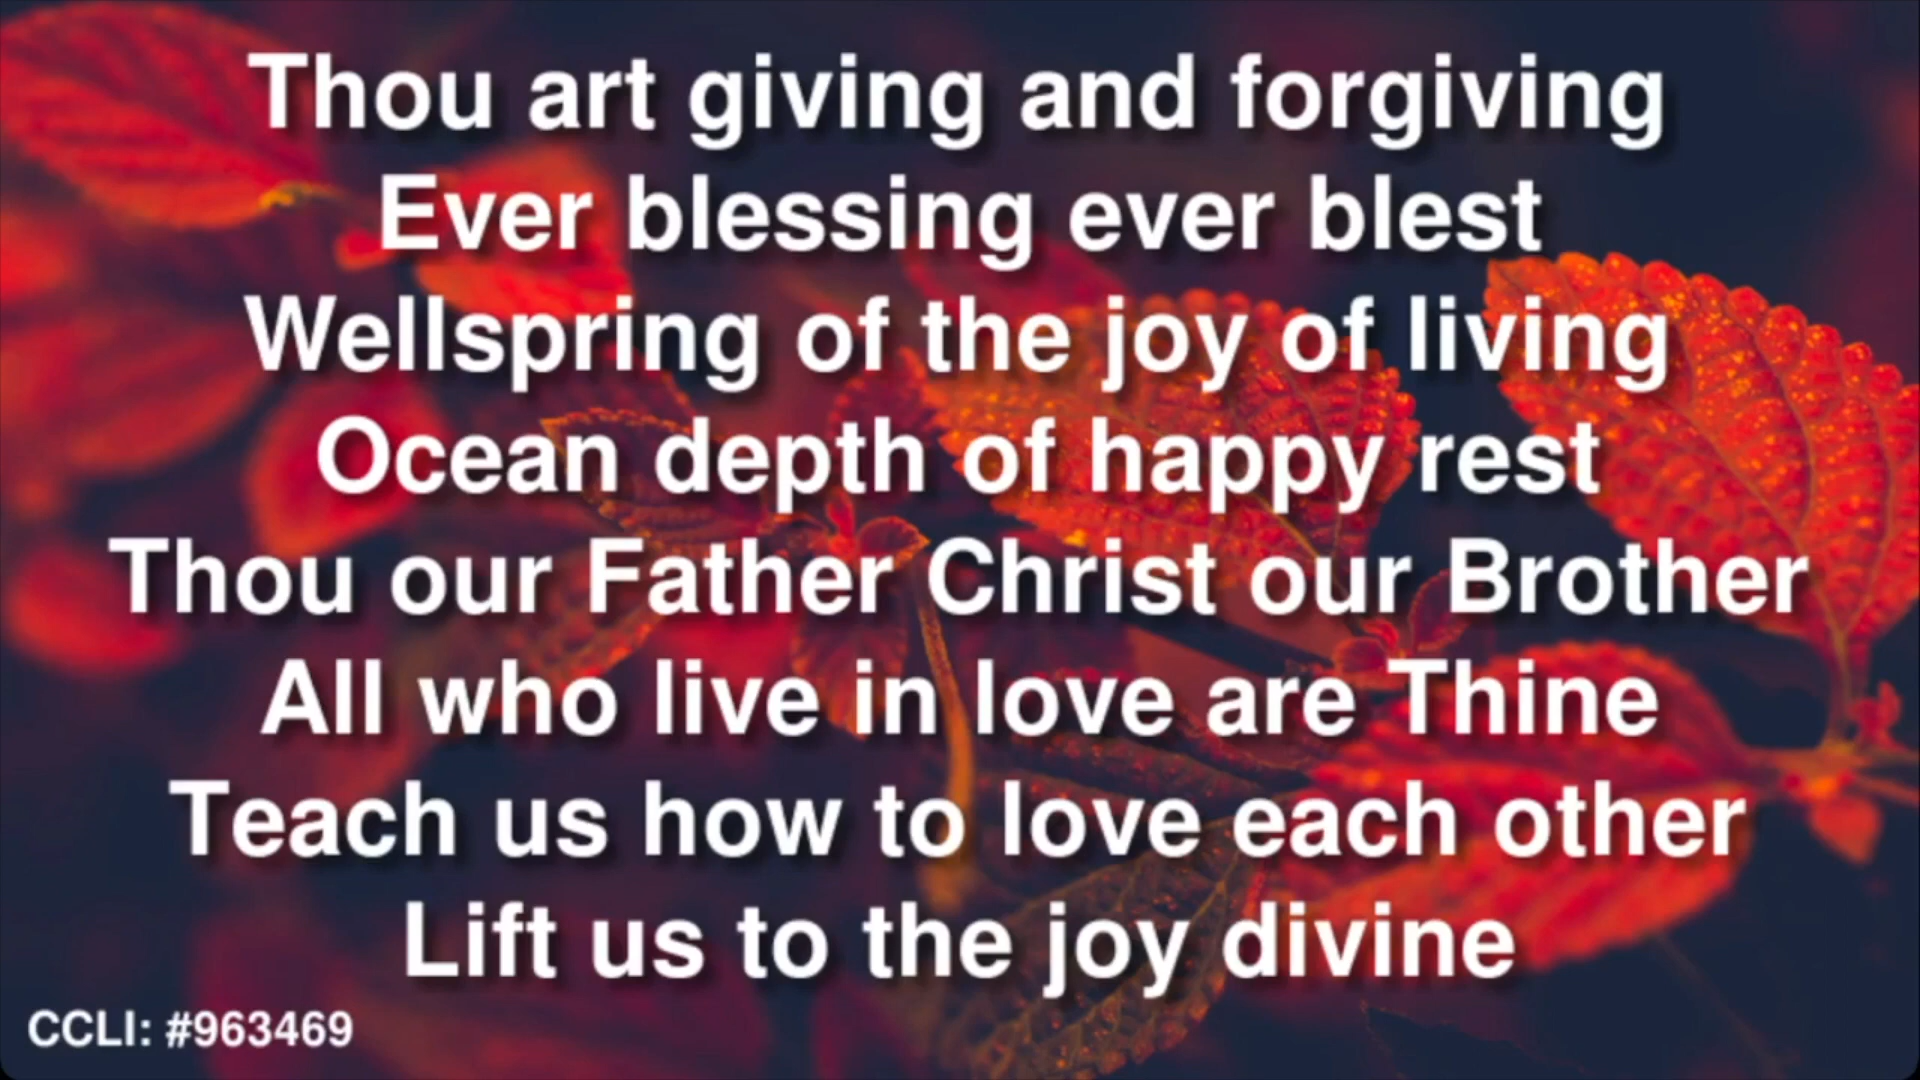 Thou art giving and forgiving
Ever blessing ever blest
Wellspring of the joy of living
Ocean depth of happy rest
Thou our Father Christ our Brother
All who live in love are Thine
Teach us how to love each other
Lift us to the joy divine
CCLI: #963469